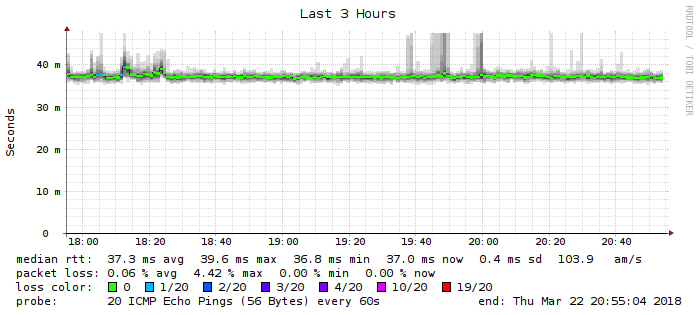 Last 3 Hours
RRDTOOL / TOBI OETIKER
Seconds
40 m
30 m
20 m
10 m
0
18:00 18:20 18:40 19:00 19:20 19:40 20:00 20:20 20:40
median rtt: 37.3 ms avg 39.6 ms max 36.8 ms min 37.0 ms now 0.4 ms sd 103.9 am/s
packet loss: 0.06 % avg 4.42 % max 0.00 % min 0.00 % now
loss color: 0 1/20 2/20 3/20 4/20 10/20 19/20
probe: 20 ICMP Echo Pings (56 Bytes) every 60s end: Thu Mar 22 20:55:04 2018